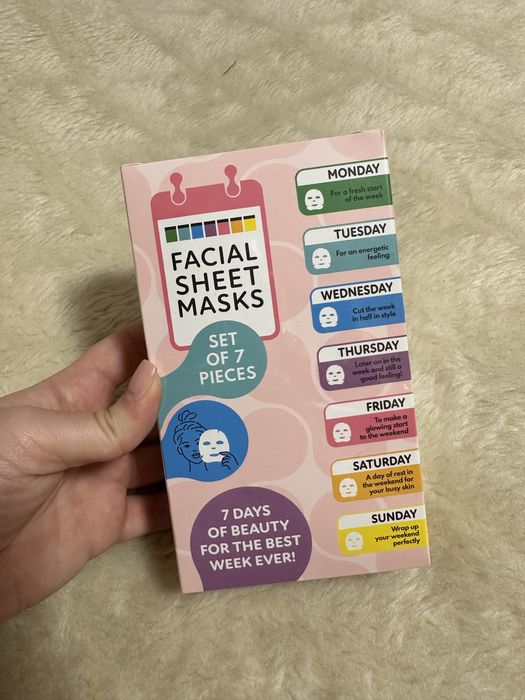 FACIAL
SHEET
MASKS
SET
OF 7
PIECES
7 DAYS
OF BEAUTY
FOR THE BEST
WEEK EVER!
MONDAY
For a fresh start
of the week
TUESDAY
For an energetic
feeling
WEDNESDAY
Cut the week
in half in style
THURSDAY
Later on in the
week and still a
good feeling!
FRIDAY
To make a
glowing start
to the weekend
SATURDAY
A day of rest in
the weekend for
your busy skin
SUNDAY
Wrap up
your weekend
perfectly